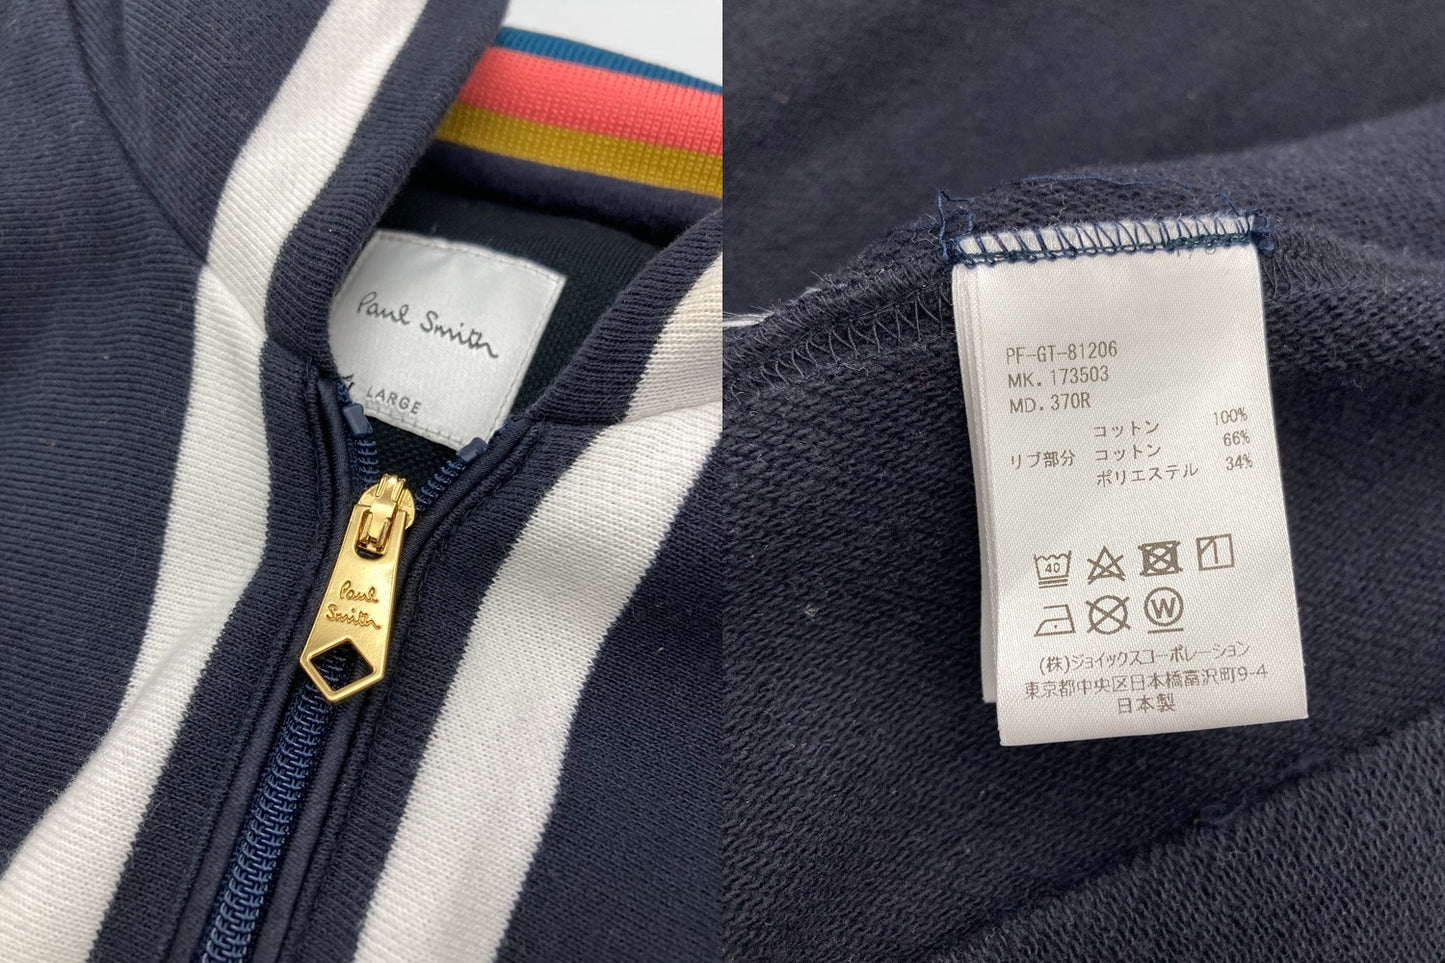 Paul Smith
LARGE
Paul
Smith
PF-GT-81206
MK. 173503
MD. 370R
コットン 100%
リブ部分 コットン 66%
ポリエステル 34%
40
W
(株)ジョイックスコーポレーション
東京都中央区日本橋富沢町9-4
日本製